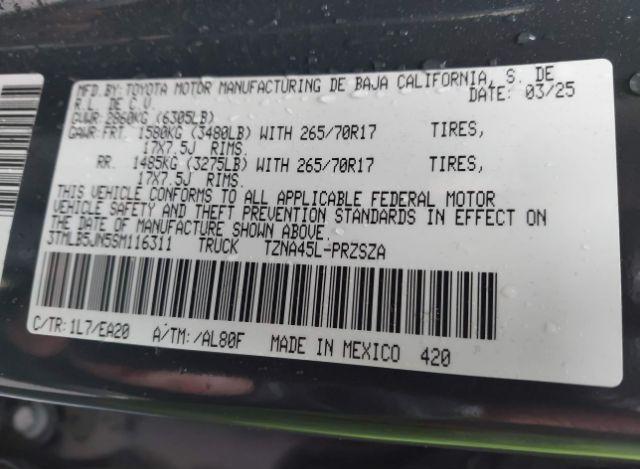 MFD.BY:TOYOTA MOTOR MANUFACTURING DE BAJA CALIFORNIA, S. DE
R.L. DE C.V. DATE: 03/25
GVWR:2860KG (6305LB)
GAWR:FRT. 1580KG (3480LB) WITH 265/70R17 TIRES,
17X7.5J RIMS.
RR. 1485KG (3275LB) WITH 265/70R17 TIRES,
17X7.5J RIMS.
THIS VEHICLE CONFORMS TO ALL APPLICABLE FEDERAL MOTOR
VEHICLE, SAFETY AND THEFT PREVENTION STANDARDS IN EFFECT ON
THE DATE OF MANUFACTURE SHOWN ABOVE.
3TMLB5JN5SM116311 TRUCK TZNA45L-PRZSZA
C/TR:1L7/EA20 A/TM:/AL80F MADE IN MEXICO 420